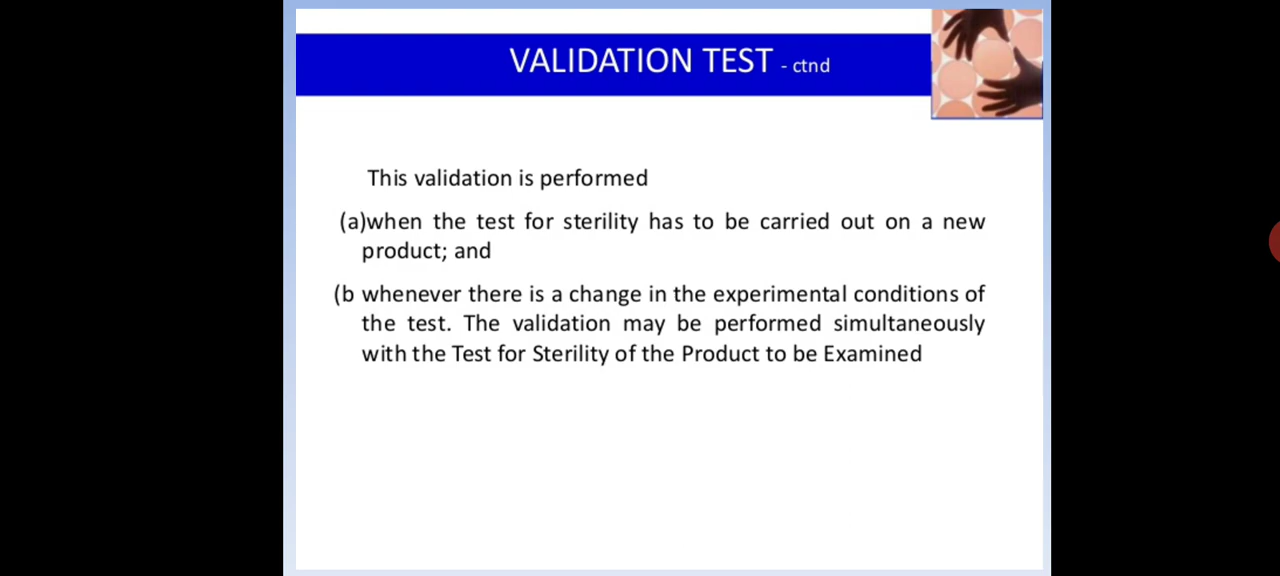 VALIDATION TEST - ctnd
This validation is performed
(a)when the test for sterility has to be carried out on a new
product; and
(b whenever there is a change in the experimental conditions of
the test. The validation may be performed simultaneously
with the Test for Sterility of the Product to be Examined